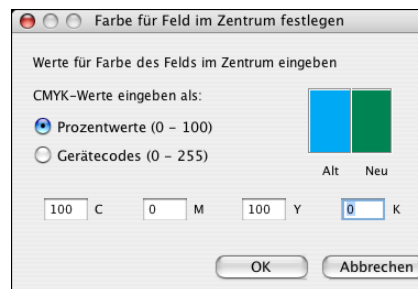 Farbe für Feld im Zentrum festlegen
Werte für Farbe des Felds im Zentrum eingeben
CMYK-Werte eingeben als:
Prozentwerte (0 - 100)
Gerätecodes (0 - 255)
Alt Neu
100 C 0 M 100 Y 0 K
OK Abbrechen